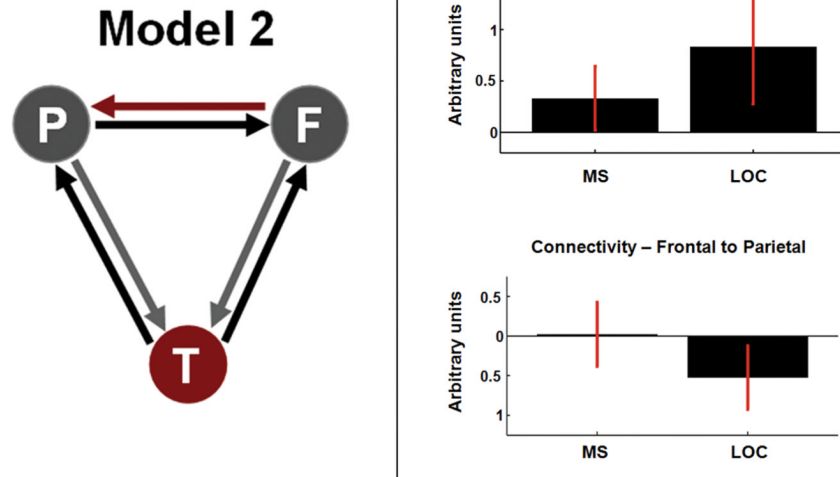 Model 2
P
F
T
Arbitrary units
1
0.5
0
MS
LOC
Connectivity – Frontal to Parietal
Arbitrary units
0.5
0
0.5
1
MS
LOC